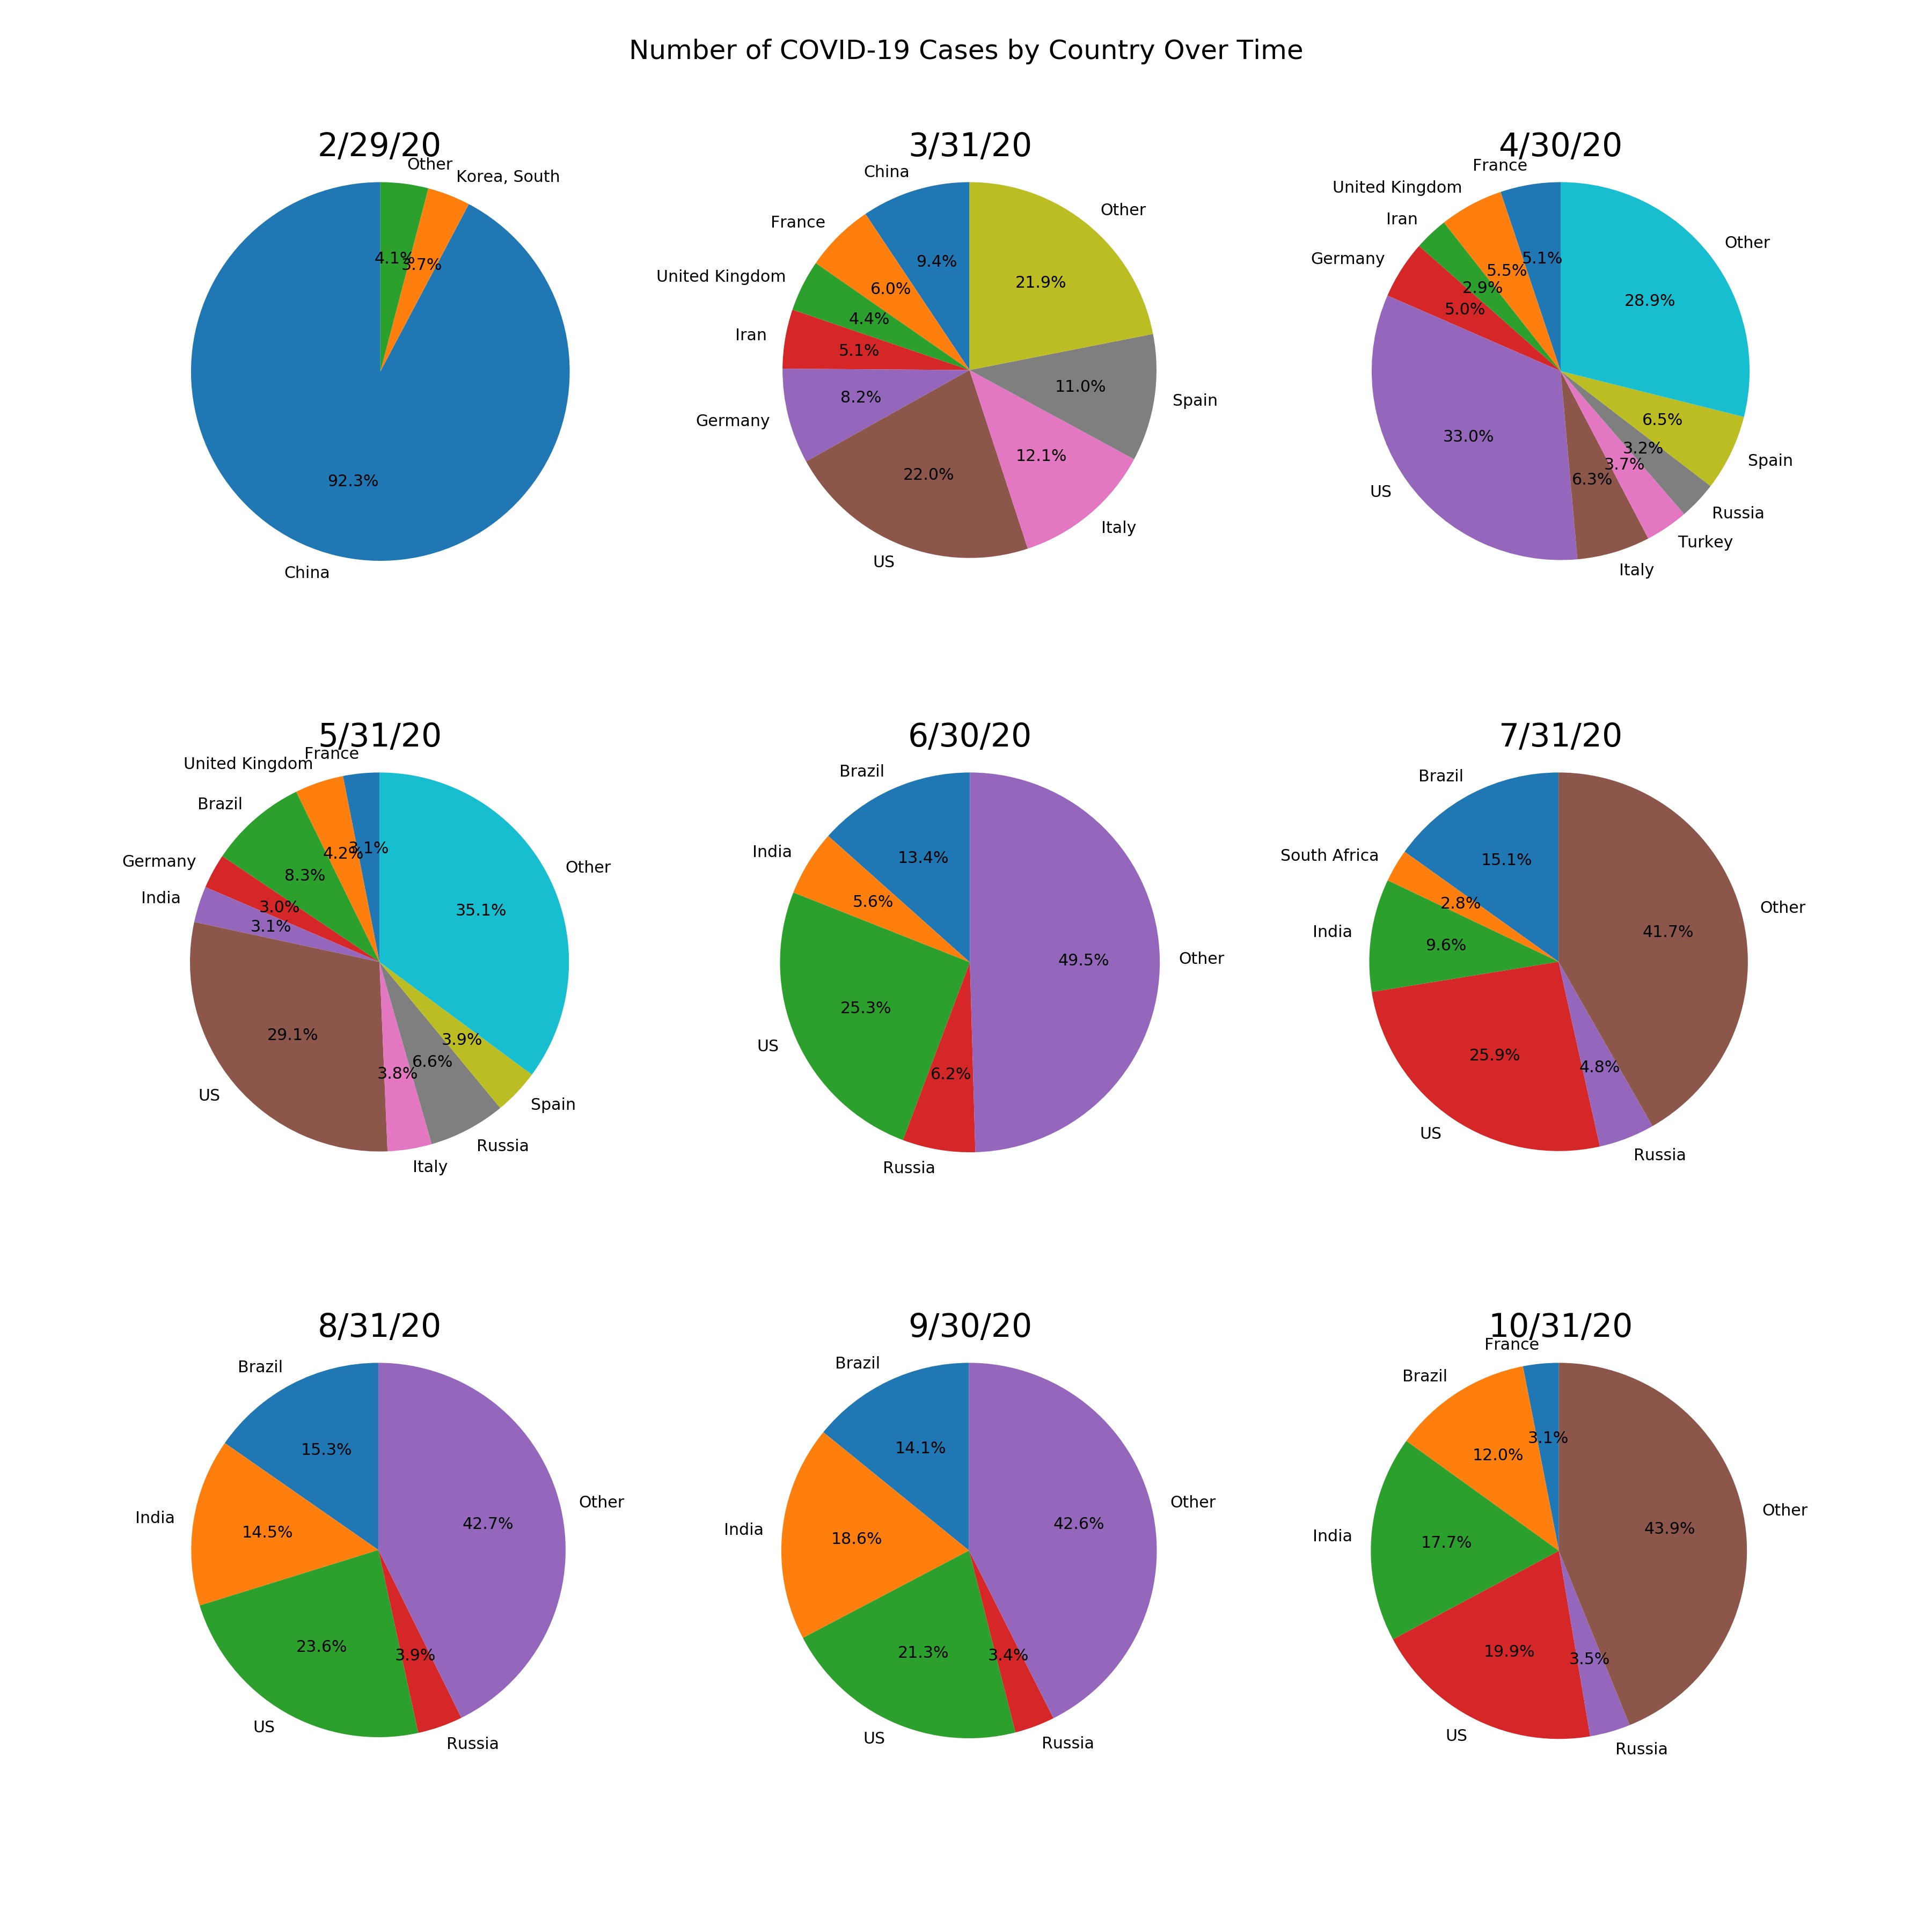 Number of COVID-19 Cases by Country Over Time
2/29/20
Other
Korea, South
4.1%
3.7%
92.3%
China
3/31/20
China
Other
France
United Kingdom
Iran
Germany
US
Italy
Spain
9.4%
6.0%
4.4%
5.1%
8.2%
22.0%
12.1%
11.0%
21.9%
4/30/20
France
United Kingdom
Iran
Germany
US
Italy
Turkey
Russia
Spain
Other
5.1%
5.5%
2.9%
5.0%
33.0%
6.3%
3.7%
3.2%
6.5%
28.9%
5/31/20
France
United Kingdom
Brazil
Germany
India
US
Italy
Russia
Spain
Other
3.1%
4.2%
8.3%
3.0%
3.1%
29.1%
3.8%
6.6%
3.9%
35.1%
6/30/20
Brazil
India
US
Russia
Other
13.4%
5.6%
25.3%
6.2%
49.5%
7/31/20
Brazil
South Africa
India
US
Russia
Other
15.1%
2.8%
9.6%
25.9%
4.8%
41.7%
8/31/20
Brazil
India
US
Russia
Other
15.3%
14.5%
23.6%
3.9%
42.7%
9/30/20
Brazil
India
US
Russia
Other
14.1%
18.6%
21.3%
3.4%
42.6%
10/31/20
France
Brazil
India
US
Russia
Other
3.1%
12.0%
17.7%
19.9%
3.5%
43.9%